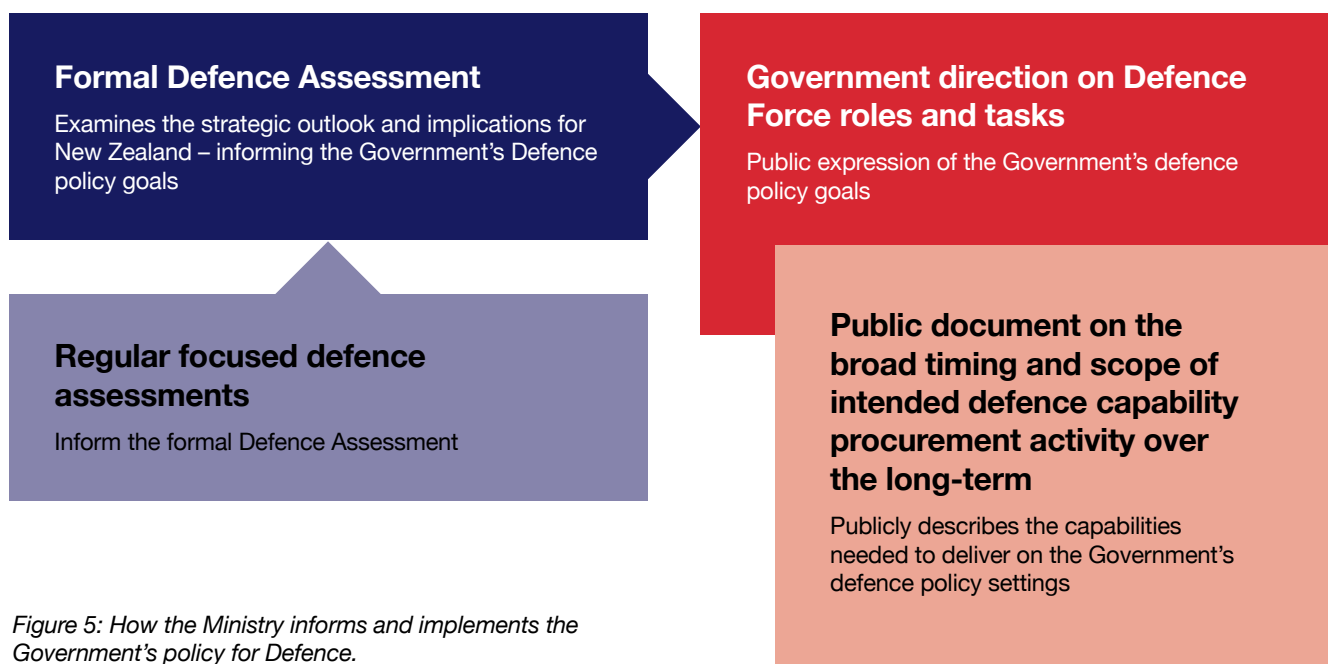 Formal Defence Assessment
Examines the strategic outlook and implications for
New Zealand – informing the Government’s Defence
policy goals
Regular focused defence
assessments
Inform the formal Defence Assessment
Government direction on Defence
Force roles and tasks
Public expression of the Government’s defence
policy goals
Public document on the
broad timing and scope of
intended defence capability
procurement activity over
the long-term
Publicly describes the capabilities
needed to deliver on the Government’s
defence policy settings
Figure 5: How the Ministry informs and implements the
Government’s policy for Defence.